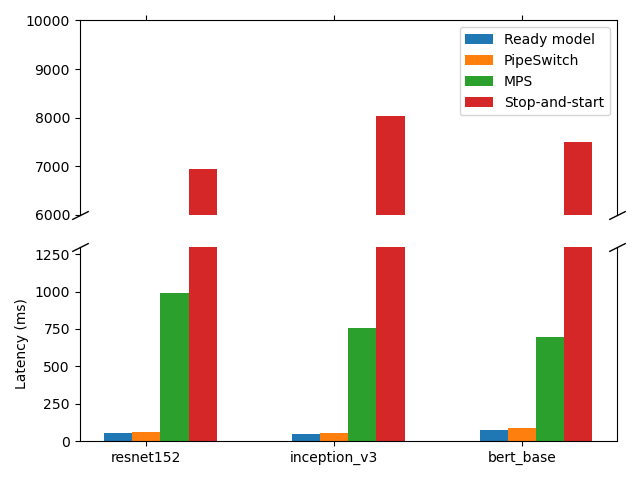 10000
9000
8000
7000
6000
Ready model
PipeSwitch
MPS
Stop-and-start
1250
1000
750
500
250
0
Latency (ms)
resnet152
inception_v3
bert_base